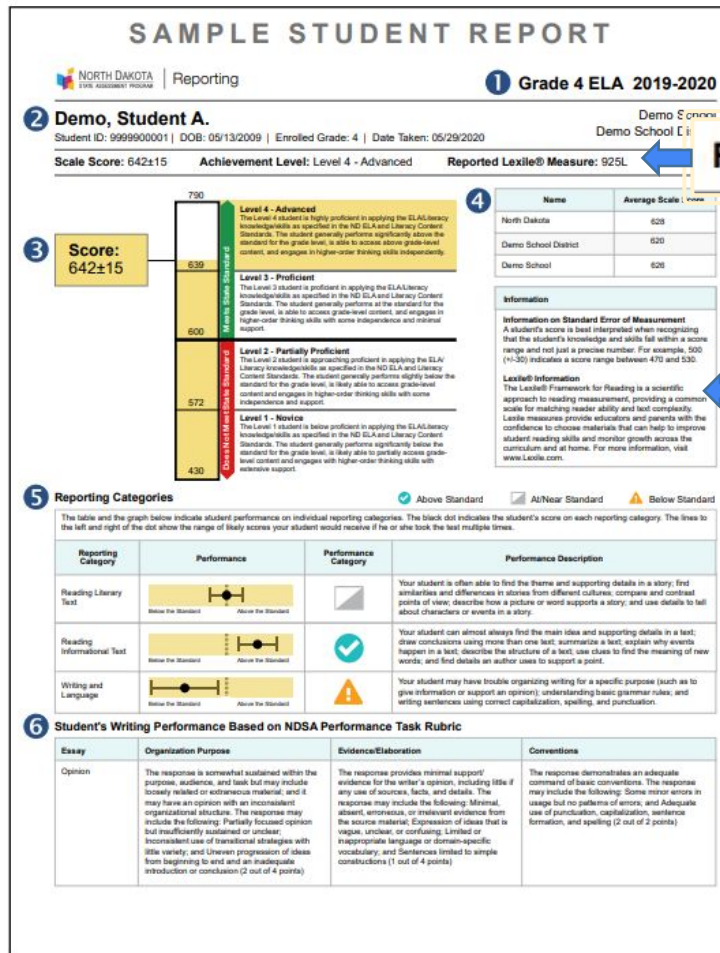 SAMPLE STUDENT REPORT
NORTH DAKOTA
STATE ASSESSMENT PROGRAM
Reporting
1 Grade 4 ELA 2019-2020
2 Demo, Student A.
Demo School
Student ID: 9999900001 | DOB: 05/13/2009 | Enrolled Grade: 4 | Date Taken: 05/29/2020
Demo School
Scale Score: 642±15 Achievement Level: Level 4 - Advanced Reported Lexile® Measure: 925L
3
Score:
642±15
790
639
600
572
430
Meets State Standard
Does Not Meet State Standard
Level 4 - Advanced
The Level 4 student is highly proficient in applying the ELA/Literacy
knowledge/skills as specified in the ND ELA and Literacy Content
Standards. The student generally performs significantly above the
standard for the grade level, is able to access above grade-level
content, and engages in higher-order thinking skills independently.
Level 3 - Proficient
The Level 3 student is proficient in applying the ELA/Literacy
knowledge/skills as specified in the ND ELA and Literacy Content
Standards. The student generally performs at the standard for the
grade level, is able to access grade-level content, and engages in
higher-order thinking skills with some independence and minimal
support.
Level 2 - Partially Proficient
The Level 2 student is approaching proficient in applying the ELA/
Literacy knowledge/skills as specified in the ND ELA and Literacy
Content Standards. The student generally performs slightly below the
standard for the grade level, is likely able to access grade-level
content and engages in higher-order thinking skills with some
independence and support.
Level 1 - Novice
The Level 1 student is below proficient in applying the ELA/Literacy
knowledge/skills as specified in the ND ELA and Literacy Content
Standards. The student generally performs significantly below the
standard for the grade level, is likely able to partially access grade-
level content and engages with higher-order thinking skills with
extensive support.
4
Name Average Scale
North Dakota 628
Demo School District 620
Demo School 626
Information
Information on Standard Error of Measurement
A student's score is best interpreted when recognizing
that the student's knowledge and skills fall within a score
range and not just a precise number. For example, 500
(+/-30) indicates a score range between 470 and 530.
Lexile® Information
The Lexile® Framework for Reading is a scientific
approach to reading measurement, providing a common
scale for matching reader ability and text complexity.
Lexile measures provide educators and parents with the
confidence to choose materials that can help to improve
student reading skills and monitor growth across the
curriculum and at home. For more information, visit
www.Lexile.com.
5 Reporting Categories
Above Standard At/Near Standard Below Standard
The table and the graph below indicate student performance on individual reporting categories. The black dot indicates the student's score on each reporting category. The lines to
the left and right of the dot show the range of likely scores your student would receive if he or she took the test multiple times.
Reporting
Category
Performance
Performance
Category
Performance Description
Reading Literary
Text
Below the Standard Above the Standard
Your student is often able to find the theme and supporting details in a story; find
similarities and differences in stories from different cultures; compare and contrast
points of view; describe how a picture or word supports a story; and use details to tell
about characters or events in a story.
Reading
Informational Text
Below the Standard Above the Standard
Your student can almost always find the main idea and supporting details in a text;
draw conclusions using more than one text; summarize a text; explain why events
happen in a text; describe the structure of a text; use clues to find the meaning of new
words; and find details an author uses to support a point.
Writing and
Language
Below the Standard Above the Standard
Your student may have trouble organizing writing for a specific purpose (such as to
give information or support an opinion); understanding basic grammar rules; and
writing sentences using correct capitalization, spelling, and punctuation.
6 Student's Writing Performance Based on NDSA Performance Task Rubric
Essay Organization Purpose Evidence/Elaboration Conventions
Opinion
The response is somewhat sustained within the
purpose, audience, and task but may include
loosely related or extraneous material; and it
may have an opinion with an inconsistent
organizational structure. The response may
include the following: Partially focused opinion
but insufficiently sustained or unclear;
Inconsistent use of transitional strategies with
little variety; and Uneven progression of ideas
from beginning to end and an inadequate
introduction or conclusion (2 out of 4 points)
The response provides minimal support/
evidence for the writer's opinion, including little if
any use of sources, facts, and details. The
response may include the following: Minimal,
absent, erroneous, or irrelevant evidence from
the source material; Expression of ideas that is
vague, unclear, or confusing; Limited or
inappropriate language or domain-specific
vocabulary; and Sentences limited to simple
constructions (1 out of 4 points)
The response demonstrates an adequate
command of basic conventions. The response
may include the following: Some minor errors in
usage but no patterns of errors; and Adequate
use of punctuation, capitalization, sentence
formation, and spelling (2 out of 2 points)